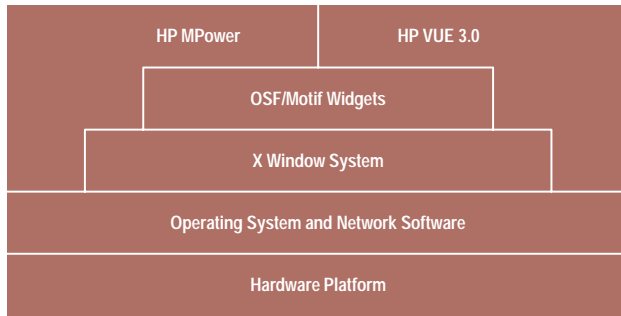 HP MPower
HP VUE 3.0
OSF/Motif Widgets
X Window System
Operating System and Network Software
Hardware Platform